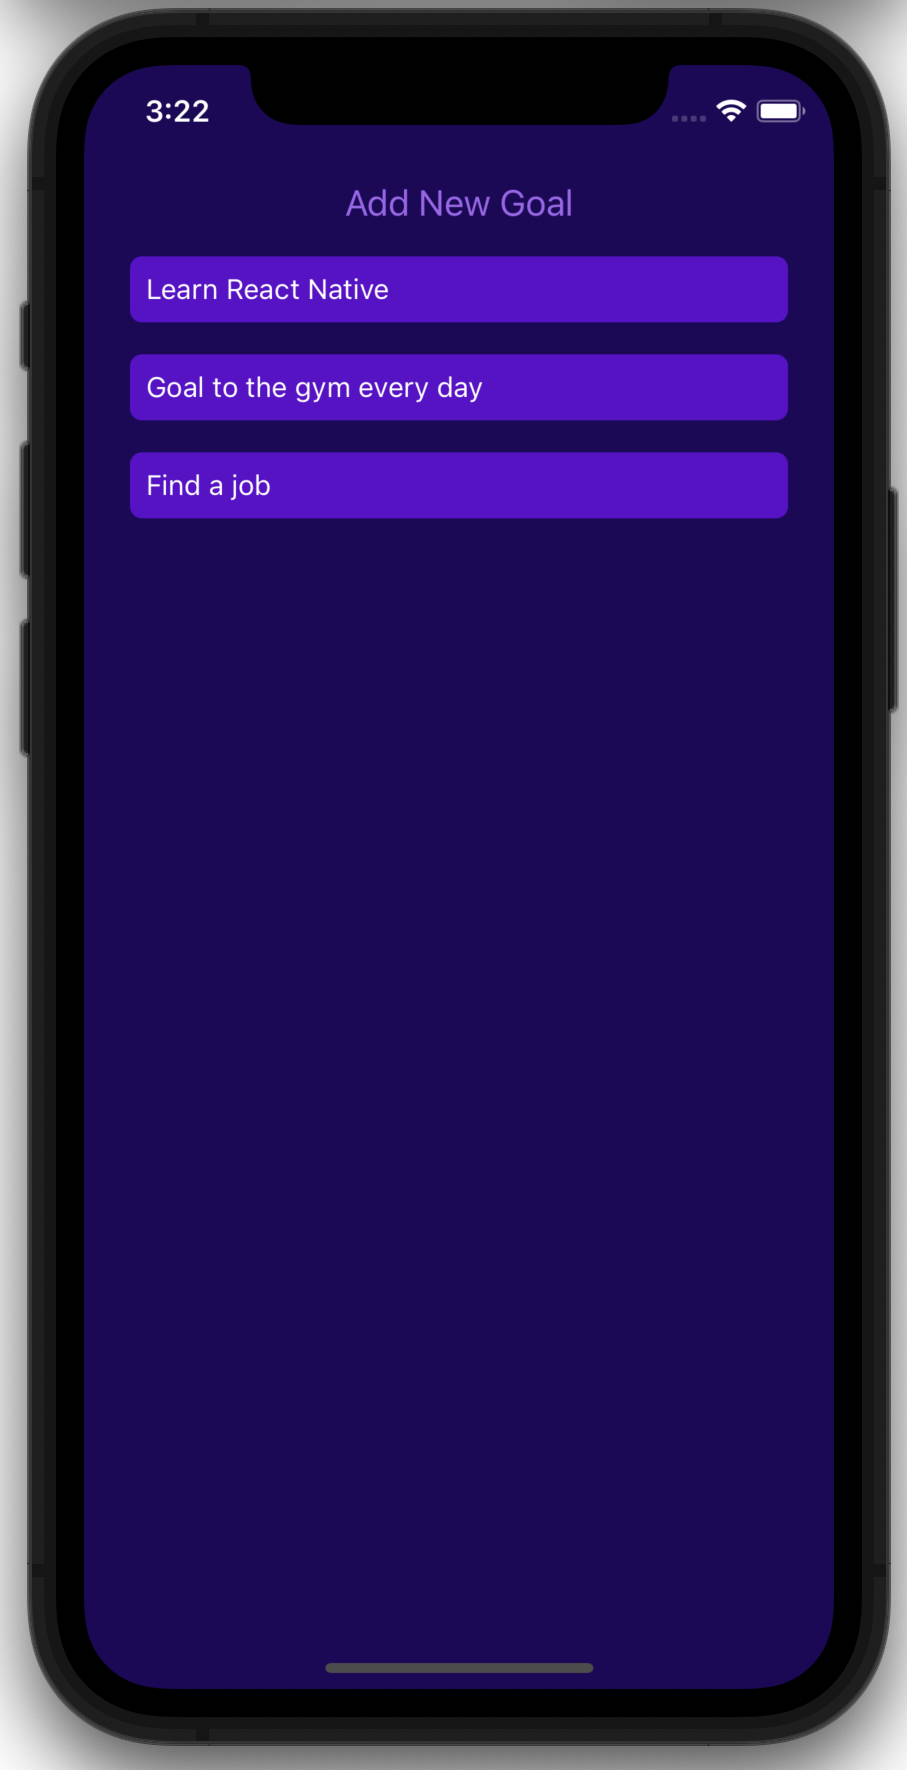 3:22
Add New Goal
Learn React Native
Goal to the gym every day
Find a job